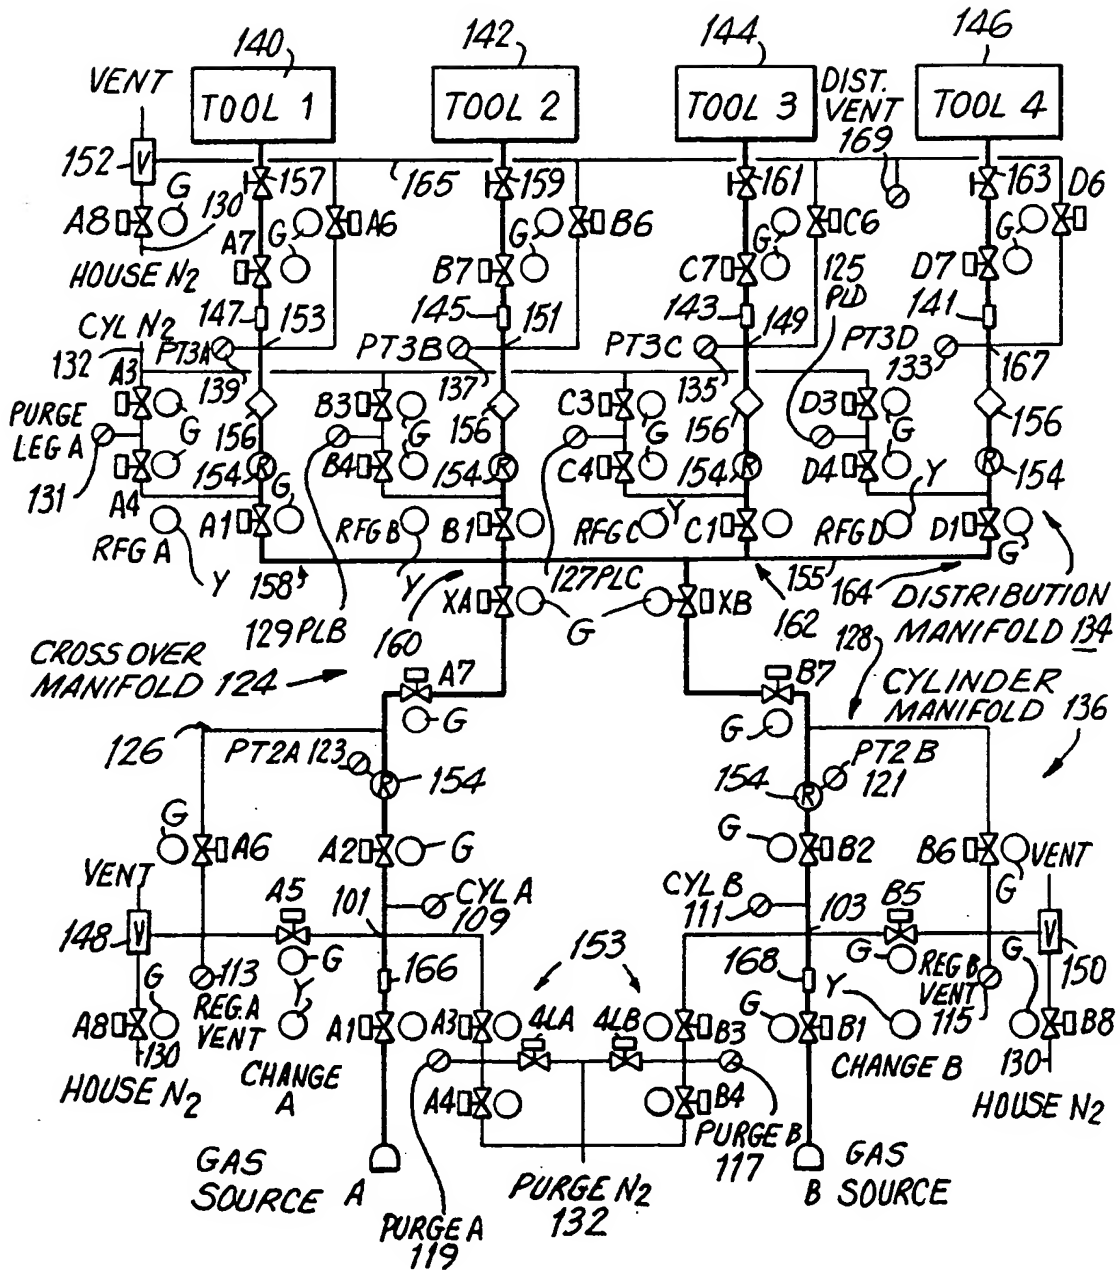 140
142
144
146
VENT
TOOL 1
TOOL 2
TOOL 3
DIST.
VENT
169
TOOL 4
152
V
157
165
159
161
163
D6
A8
G
130
A7
G
A6
B7
G
B6
C7
G
C6
D7
G
HOUSE N2
125
PLD
CYL N2
132
147
153
145
151
143
149
141
PT3A
139
PT3B
137
PT3C
135
PT3D
133
167
A3
G
B3
G
C3
G
D3
G
PURGE
LEG A
131
156
156
156
156
A4
154
R
G
B4
154
R
C4
154
R
D4
Y
R
154
RFG A
Y
A1
RFG B
Y
B1
RFG C
Y
C1
RFG D
D1
G
158
129 PLB
160
XA
127 PLC
G
XB
162
155
164
DISTRIBUTION
MANIFOLD 134
CROSS OVER
MANIFOLD 124
A7
G
B7
G
128
CYLINDER
MANIFOLD 136
126
PT2A 123
R
154
154
R
PT2 B
121
G
A6
A2
G
G
B2
B6
G
VENT
VENT
148
V
A5
G
101
CYL A
109
CYL B
111
103
B5
G
G
V
150
113
REG. A
VENT
166
153
168
REG B
VENT
115
A8
G
130
HOUSE N2
Y
CHANGE
A
A1
A3
4LA
4LB
B3
G
B1
Y
CHANGE B
B8
130
HOUSE N2
A4
B4
PURGE B
117
GAS
SOURCE A
PURGE N2
132
GAS
B SOURCE
PURGE A
119